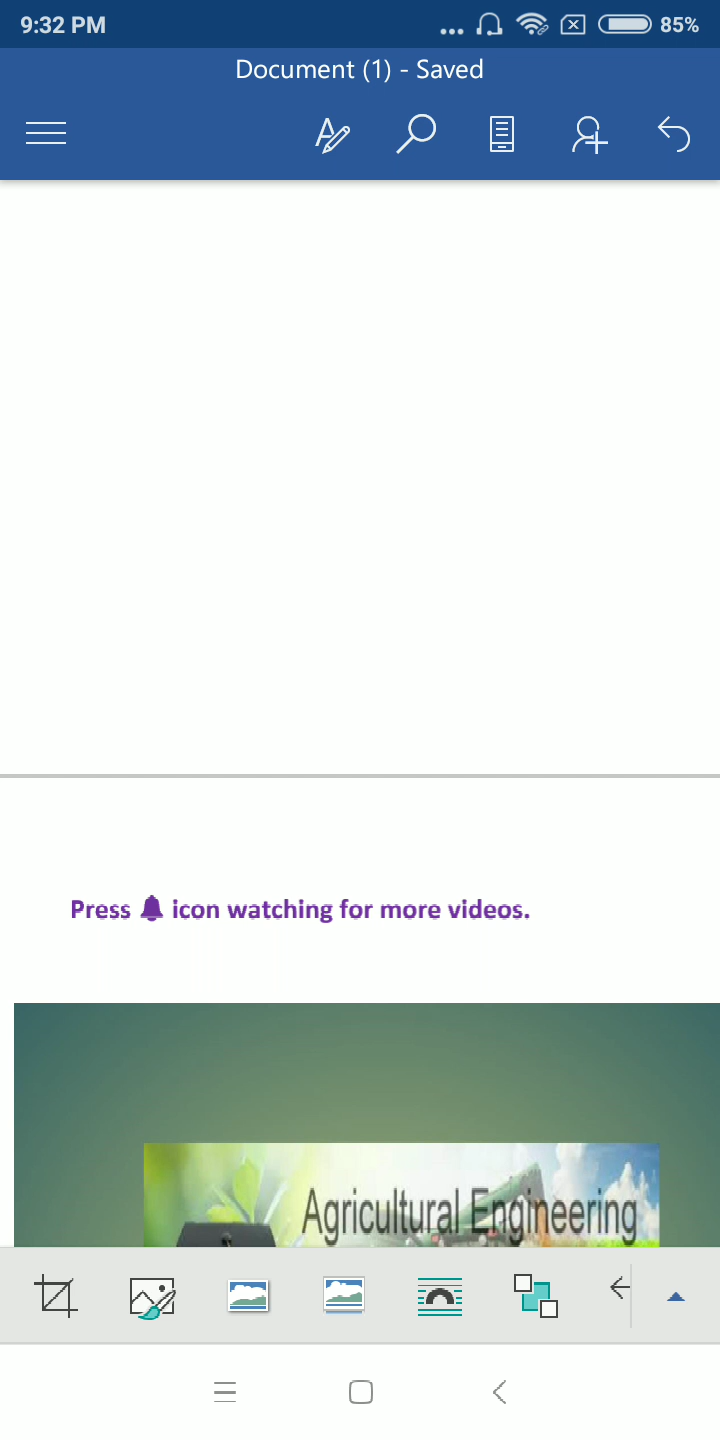 9:32 PM
85%
Document (1) - Saved
Press 🔔 icon watching for more videos.
Agricultural Engineering